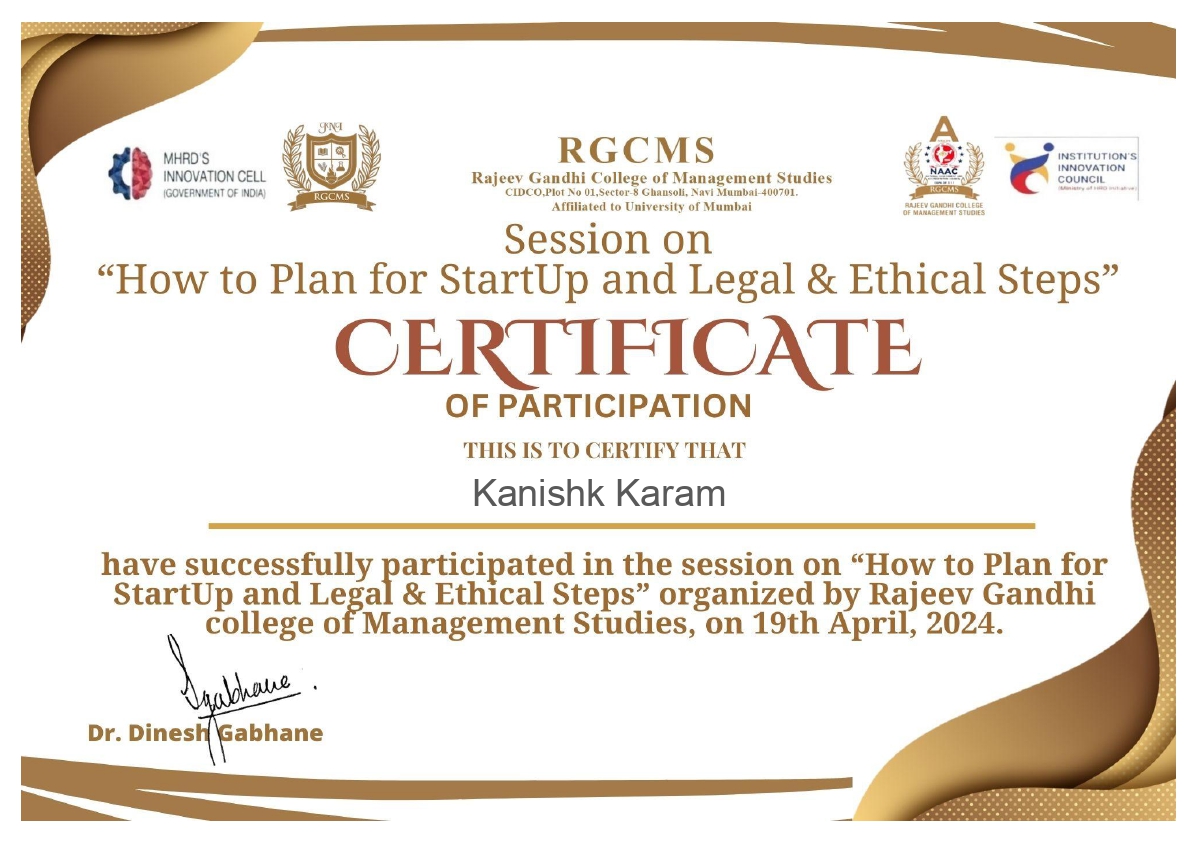 MHRD'S
INNOVATION CELL
(GOVERNMENT OF INDIA)
RGCMS
RGCMS
Rajeev Gandhi College of Management Studies
CIDCO,Plot No 01,Sector-8 Ghansoli, Navi Mumbai-400701.
Affiliated to University of Mumbai
A
NAAC
RGCMS
RAJEEV GANDHI COLLEGE
OF MANAGEMENT STUDIES
INSTITUTION'S
INNOVATION
COUNCIL
(Ministry of HRD Initiative)
Session on
“How to Plan for StartUp and Legal & Ethical Steps”
CERTIFICATE
OF PARTICIPATION
THIS IS TO CERTIFY THAT
Kanishk Karam
have successfully participated in the session on “How to Plan for
StartUp and Legal & Ethical Steps” organized by Rajeev Gandhi
college of Management Studies, on 19th April, 2024.
Dr. Dinesh Gabhane